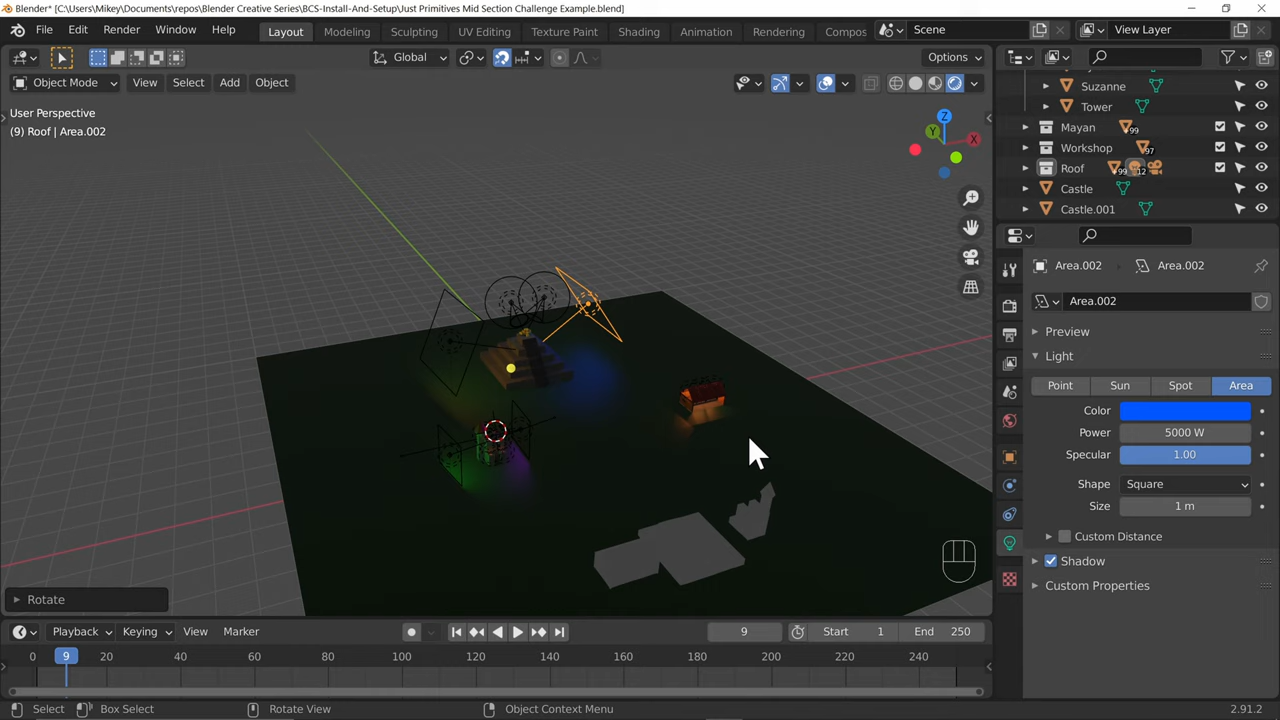 Blender* [C:\Users\Mikey\Documents\repos\Blender Creative Series\BCS-Install-And-Setup\Just Primitives Mid Section Challenge Example.blend]
File Edit Render Window Help
Layout Modeling Sculpting UV Editing Texture Paint Shading Animation Rendering Compos
Scene View Layer
Global Options
Object Mode View Select Add Object
User Perspective
(9) Roof | Area.002
Z
Y
X
Suzanne
Tower
Mayan 99
Workshop 97
Roof 99 12
Castle
Castle.001
Area.002 Area.002
Area.002
Preview
Light
Point Sun Spot Area
Color
Power 5000 W
Specular 1.00
Shape Square
Size 1 m
Custom Distance
Shadow
Custom Properties
Rotate
Playback Keying View Marker 9 Start 1 End 250
0 9 20 40 60 80 100 120 140 160 180 200 220 240
Select Box Select Rotate View Object Context Menu 2.91.2